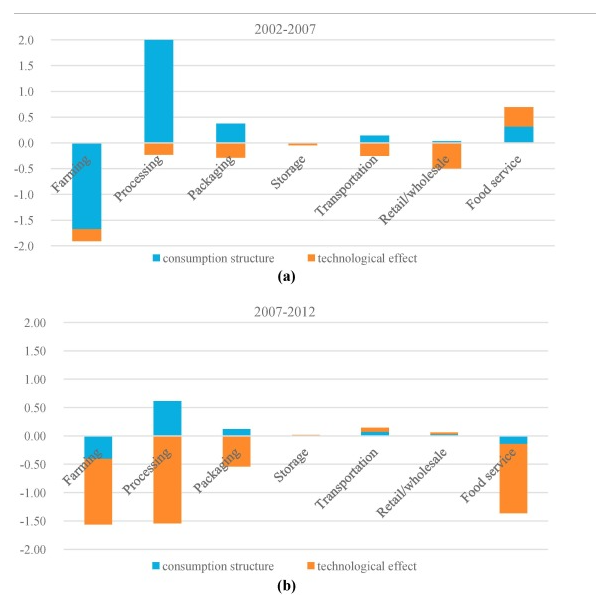 2002-2007
2.0
1.5
1.0
0.5
0.0
-0.5
-1.0
-1.5
-2.0
Farming
Processing
Packaging
Storage
Transportation
Retail/wholesale
Food service
consumption structure technological effect
(a)
2007-2012
2.00
1.50
1.00
0.50
0.00
-0.50
-1.00
-1.50
-2.00
Farming
Processing
Packaging
Storage
Transportation
Retail/wholesale
Food service
consumption structure technological effect
(b)